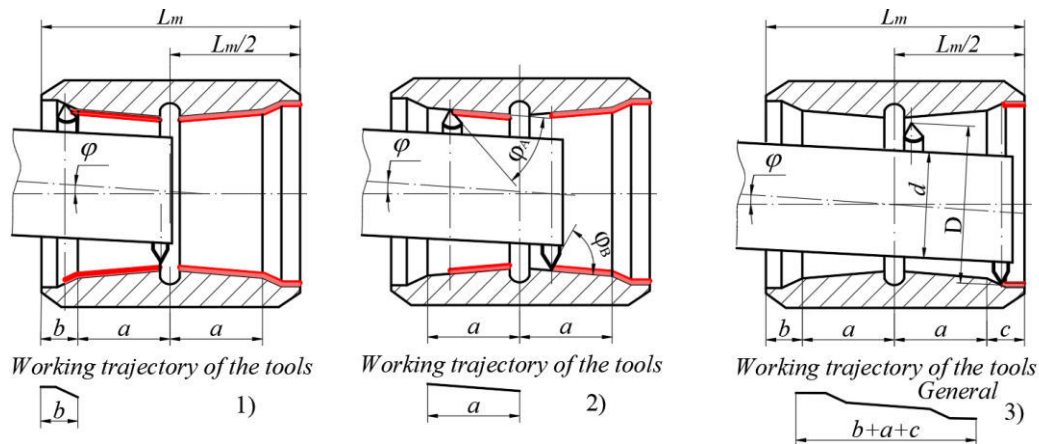 Lm
Lm/2
φ
b
a
a
Working trajectory of the tools
b
1)
φ
φA
φB
a
a
Working trajectory of the tools
a
2)
Lm
Lm/2
φ
d
D
b
a
a
c
Working trajectory of the tools
General
3)
b+a+c